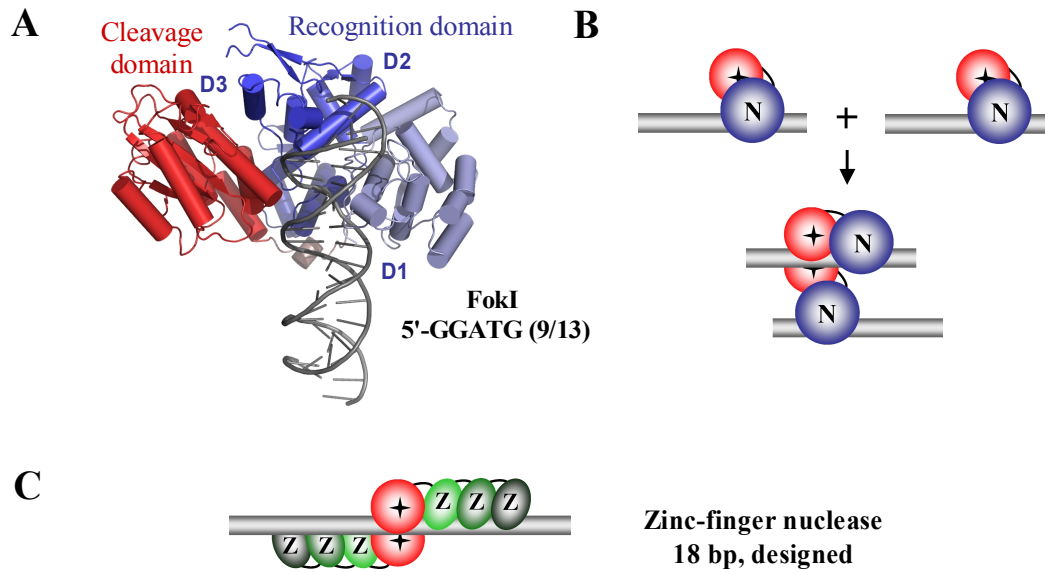 A
Cleavage
domain
Recognition domain
D3
D2
D1
FokI
5'-GGATG (9/13)
B
N
+
N
N
N
C
Z Z Z
Z Z Z
Zinc-finger nuclease
18 bp, designed